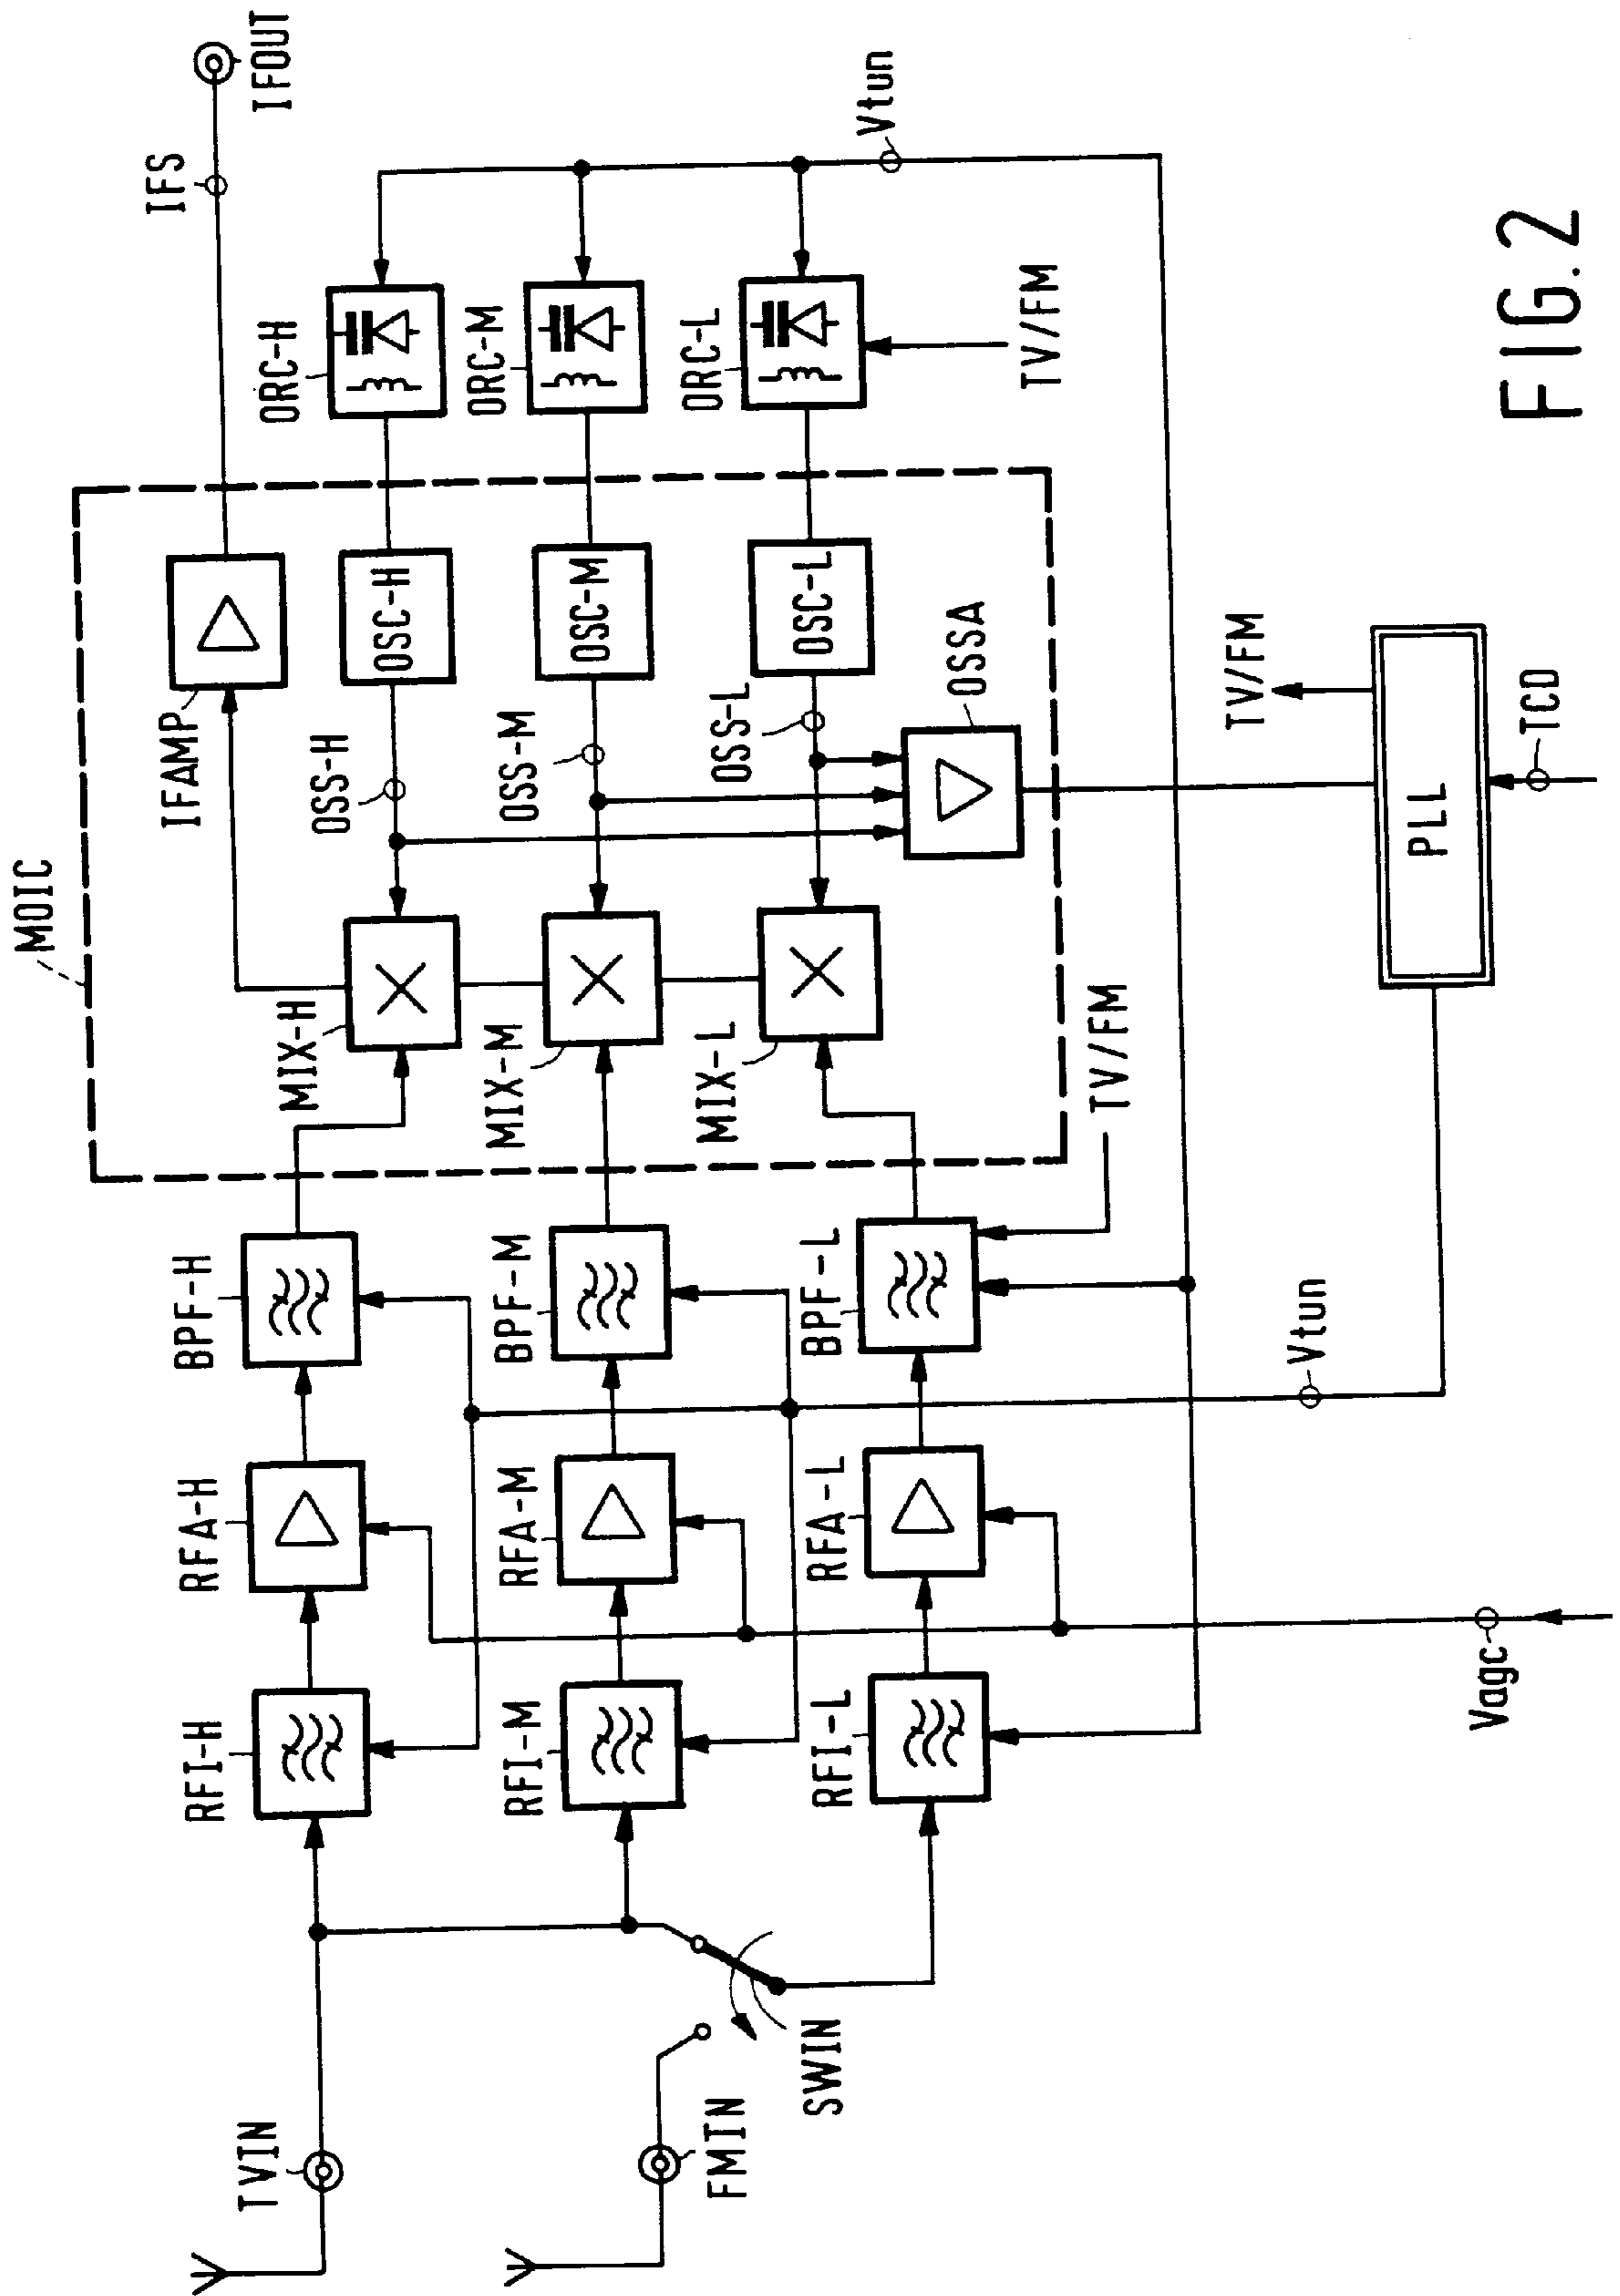 MOIC
IFS
IFOUT
IFAMP
ORC-H
MIX-H
OSS-H
OSC-H
BPF-H
RFA-H
RFI-H
TVIN
ORC-M
MIX-M
OSS-M
OSC-M
BPF-M
RFA-M
RFI-M
ORC-L
MIX-L
OSS-L
OSC-L
BPF-L
RFA-L
RFI-L
FMIN
SWIN
Vtun
OSSA
TV/FM
TV/FM
TV/FM
Vtun
PLL
TCD
Vagc
FIG.2